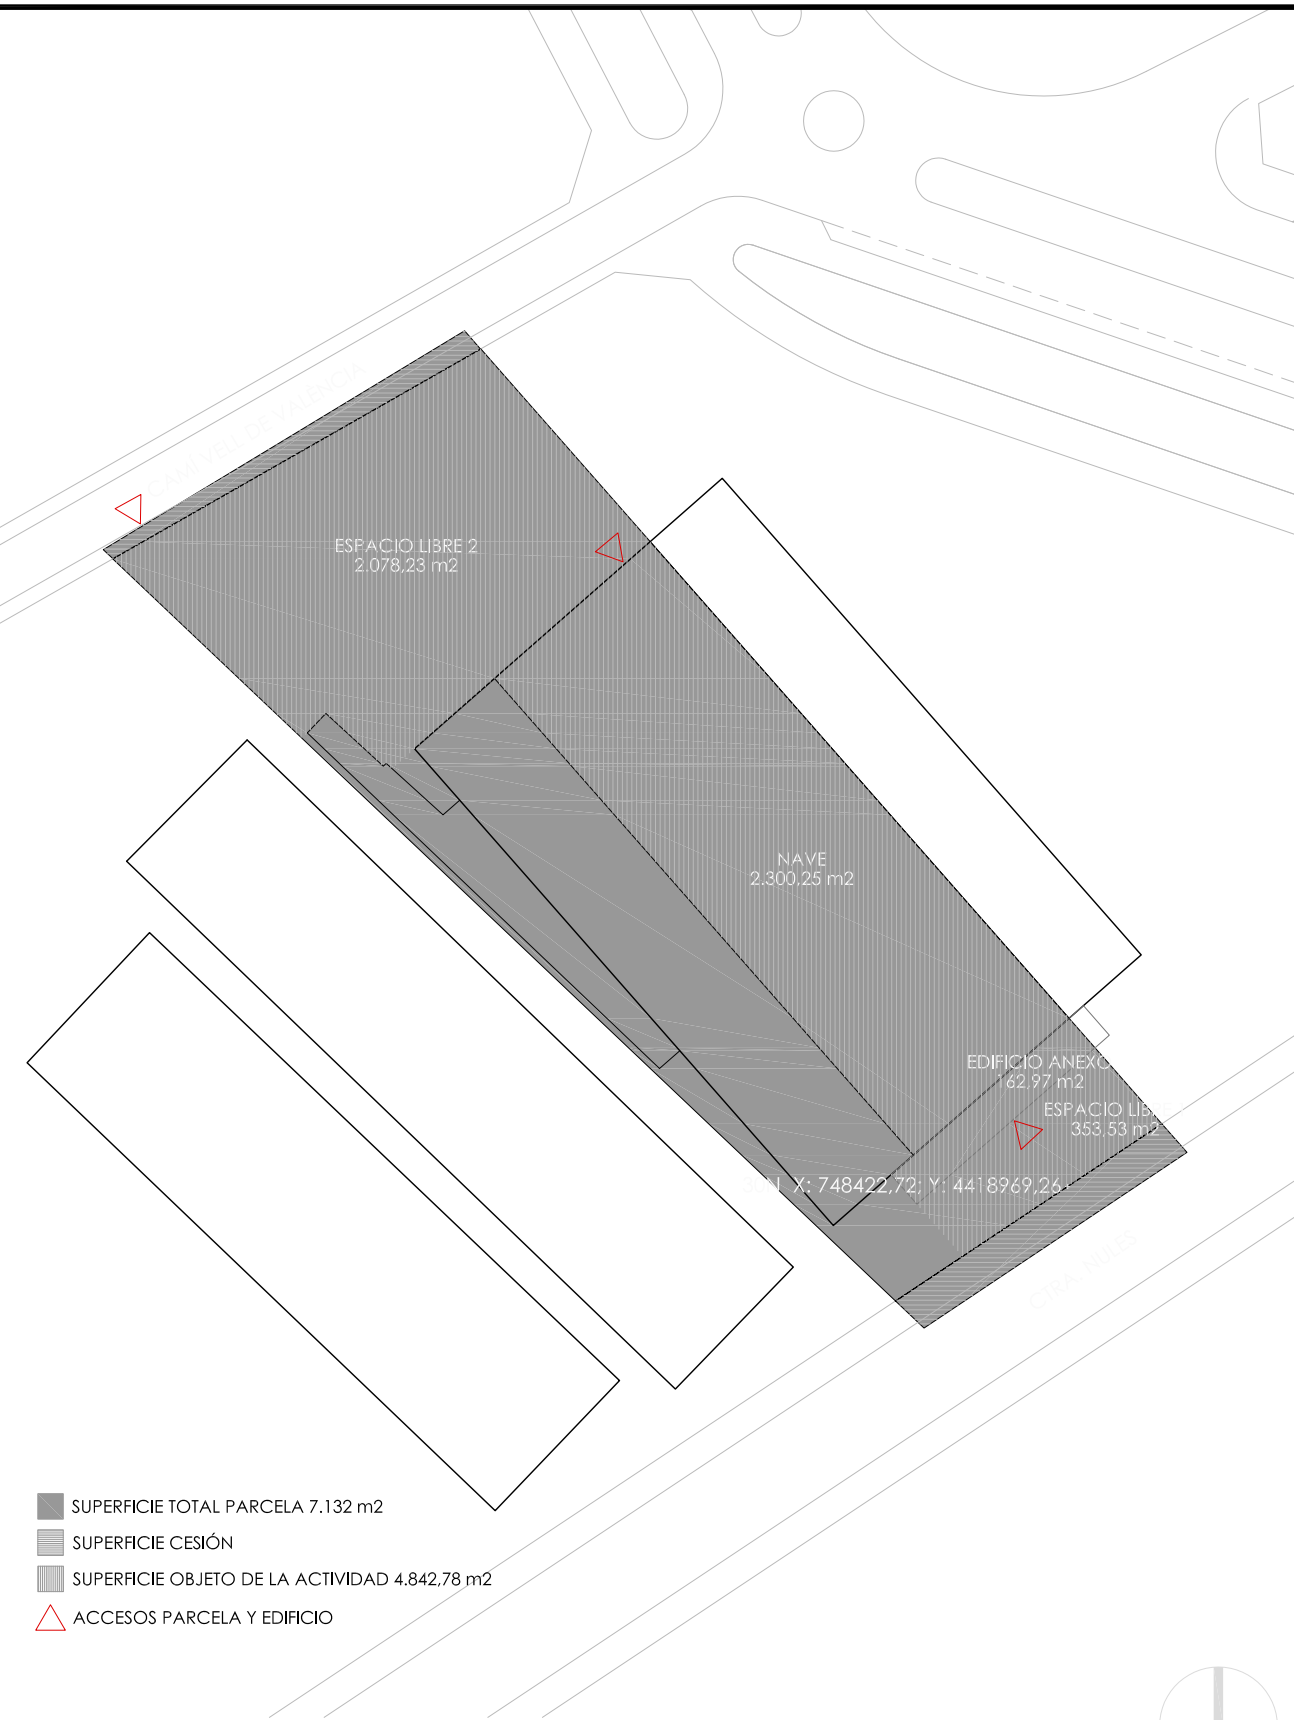 CAMÍ VELL DE VALÈNCIA
ESPACIO LIBRE 2
2.078,23 m2
NAVE
2.300,25 m2
EDIFICIO ANEXO
62,97 m2
ESPACIO
353,53 m2
X: 748422,72; Y: 4418969,26
CTRA. NULES
SUPERFICIE TOTAL PARCELA 7.132 m2
SUPERFICIE CESIÓN
SUPERFICIE OBJETO DE LA ACTIVIDAD 4.842,78 m2
ACCESOS PARCELA Y EDIFICIO